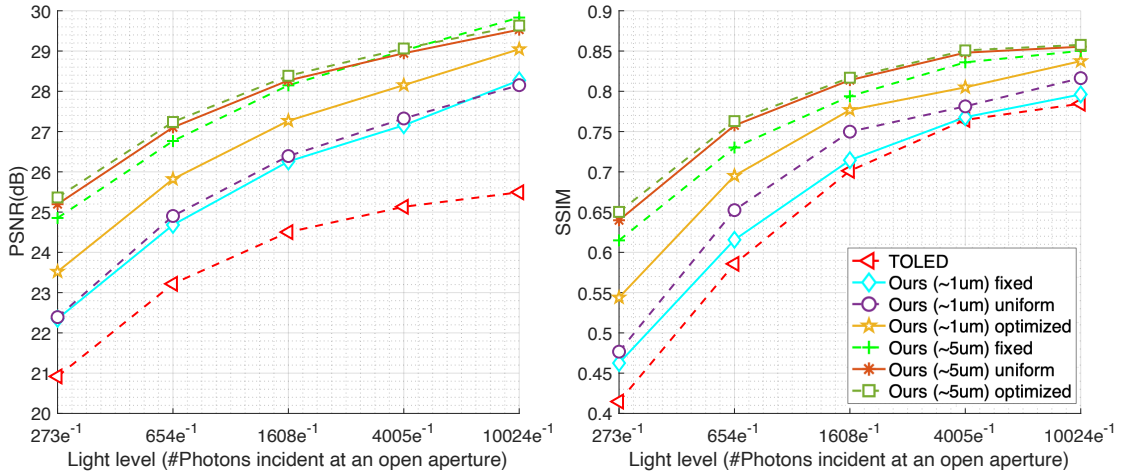 30
29
28
27
26
25
24
23
22
21
20
PSNR(dB)
273e-1
654e-1
1608e-1
4005e-1
10024e-1
Light level (#Photons incident at an open aperture)
0.9
0.85
0.8
0.75
0.7
0.65
0.6
0.55
0.5
0.45
0.4
SSIM
TOLED
Ours (~1um) fixed
Ours (~1um) uniform
Ours (~1um) optimized
Ours (~5um) fixed
Ours (~5um) uniform
Ours (~5um) optimized
273e-1
654e-1
1608e-1
4005e-1
10024e-1
Light level (#Photons incident at an open aperture)